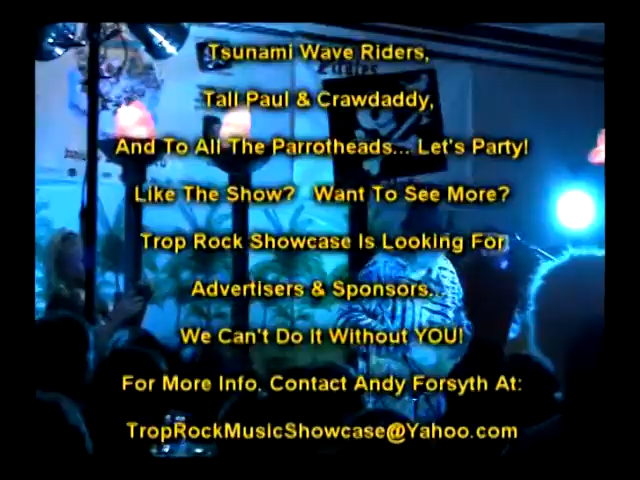 Tsunami Wave Riders,
Tall Paul & Crawdaddy,
And To All The Parrotheads... Let's Party!
Like The Show? Want To See More?
Trop Rock Showcase Is Looking For
Advertisers & Sponsors.
We Can't Do It Without YOU!
For More Info. Contact Andy Forsyth At:
TropRockMusicShowcase@Yahoo.com